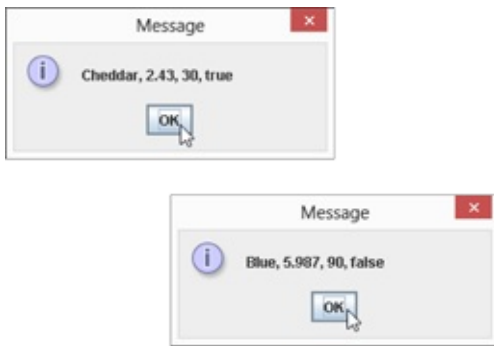 Message
x
i
Cheddar, 2.43, 30, true
OK
Message
x
i
Blue, 5.987, 90, false
OK